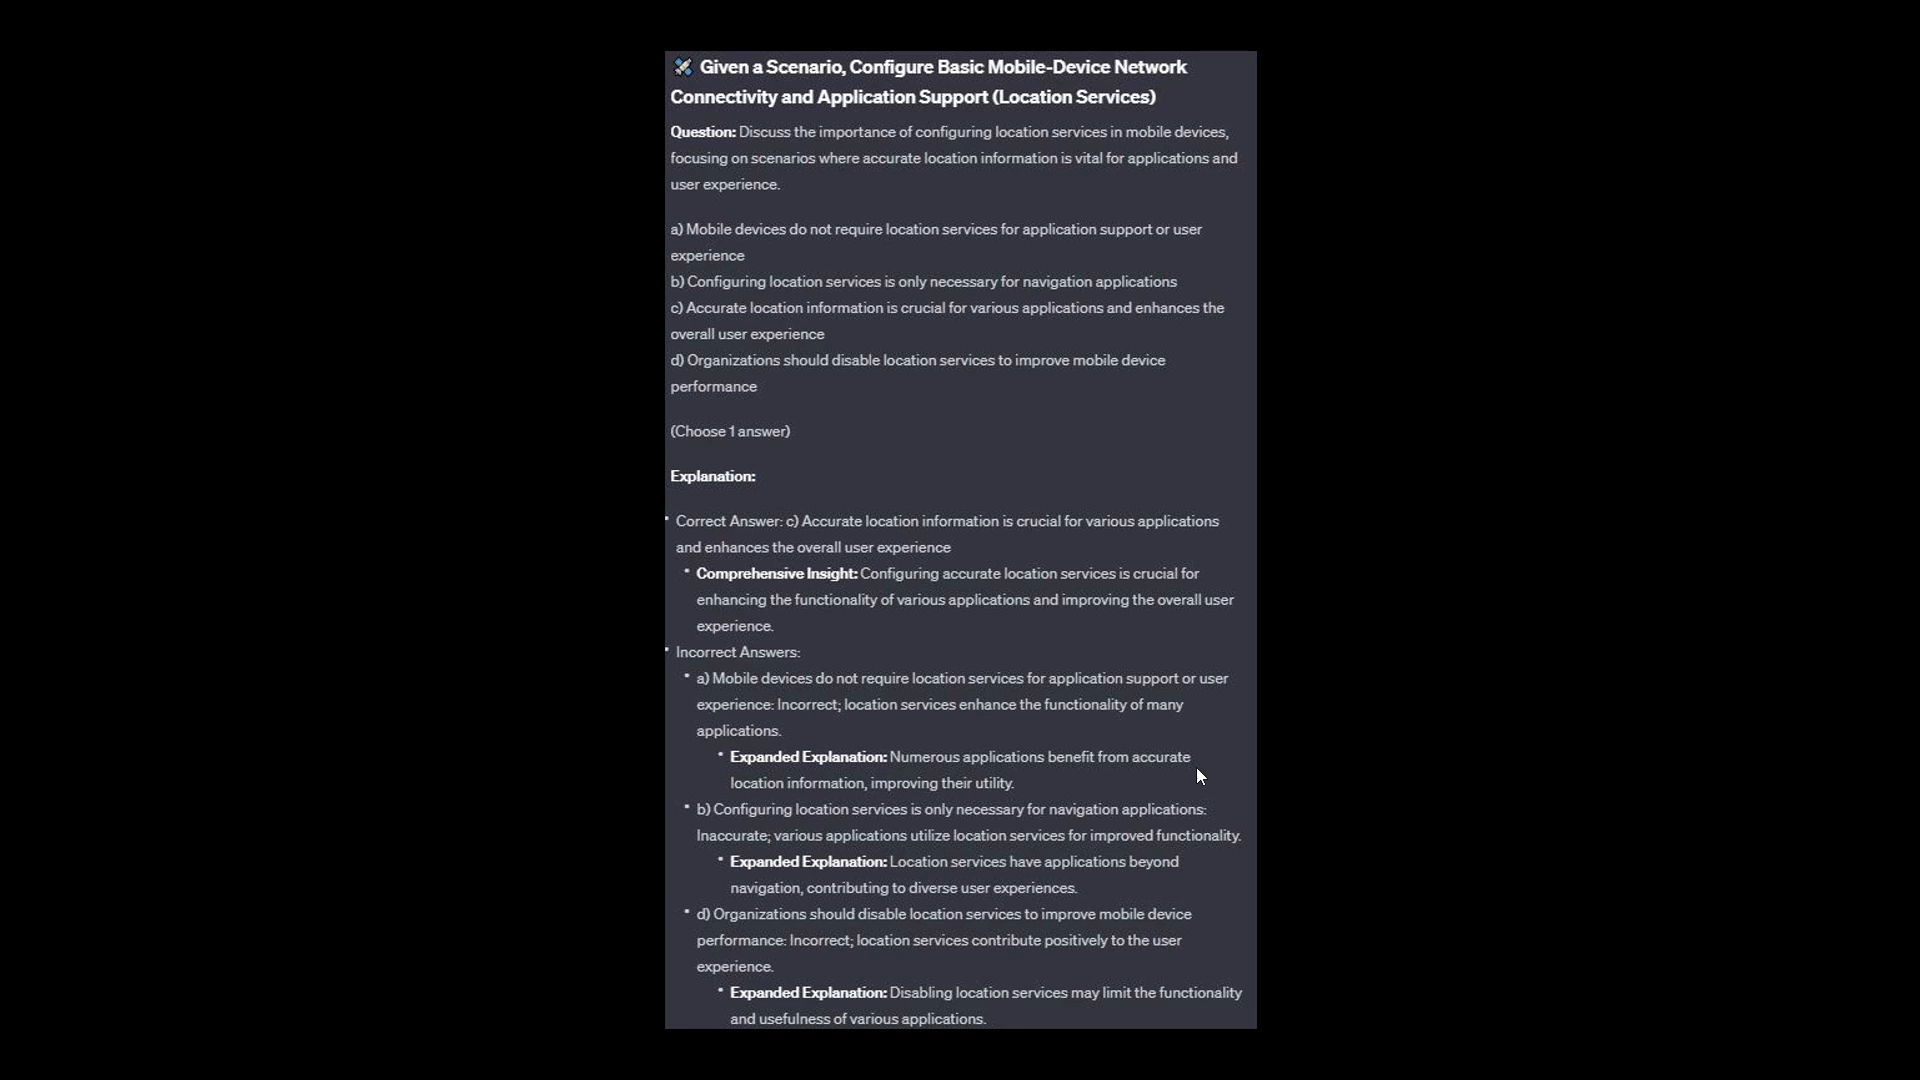 Given a Scenario, Configure Basic Mobile-Device Network
Connectivity and Application Support (Location Services)
Question: Discuss the importance of configuring location services in mobile devices,
focusing on scenarios where accurate location information is vital for applications and
user experience.
a) Mobile devices do not require location services for application support or user
experience
b) Configuring location services is only necessary for navigation applications
c) Accurate location information is crucial for various applications and enhances the
overall user experience
d) Organizations should disable location services to improve mobile device
performance
(Choose 1 answer)
Explanation:
• Correct Answer: c) Accurate location information is crucial for various applications
and enhances the overall user experience
• Comprehensive Insight: Configuring accurate location services is crucial for
enhancing the functionality of various applications and improving the overall user
experience.
• Incorrect Answers:
• a) Mobile devices do not require location services for application support or user
experience: Incorrect; location services enhance the functionality of many
applications.
• Expanded Explanation: Numerous applications benefit from accurate
location information, improving their utility.
• b) Configuring location services is only necessary for navigation applications:
Inaccurate; various applications utilize location services for improved functionality.
• Expanded Explanation: Location services have applications beyond
navigation, contributing to diverse user experiences.
• d) Organizations should disable location services to improve mobile device
performance: Incorrect; location services contribute positively to the user
experience.
• Expanded Explanation: Disabling location services may limit the functionality
and usefulness of various applications.